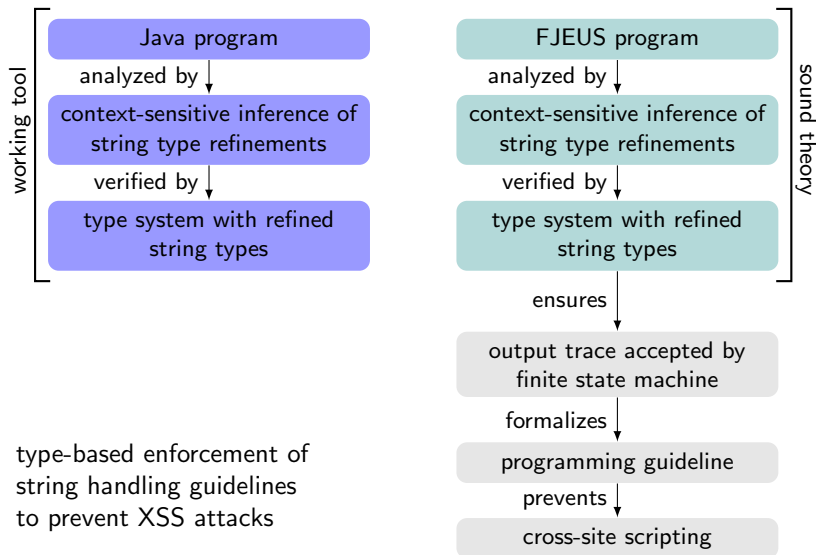 working tool
Java program
analyzed by
context-sensitive inference of
string type refinements
verified by
type system with refined
string types
FJEUS program
analyzed by
context-sensitive inference of
string type refinements
verified by
type system with refined
string types
sound theory
ensures
output trace accepted by
finite state machine
formalizes
programming guideline
prevents
cross-site scripting
type-based enforcement of
string handling guidelines
to prevent XSS attacks